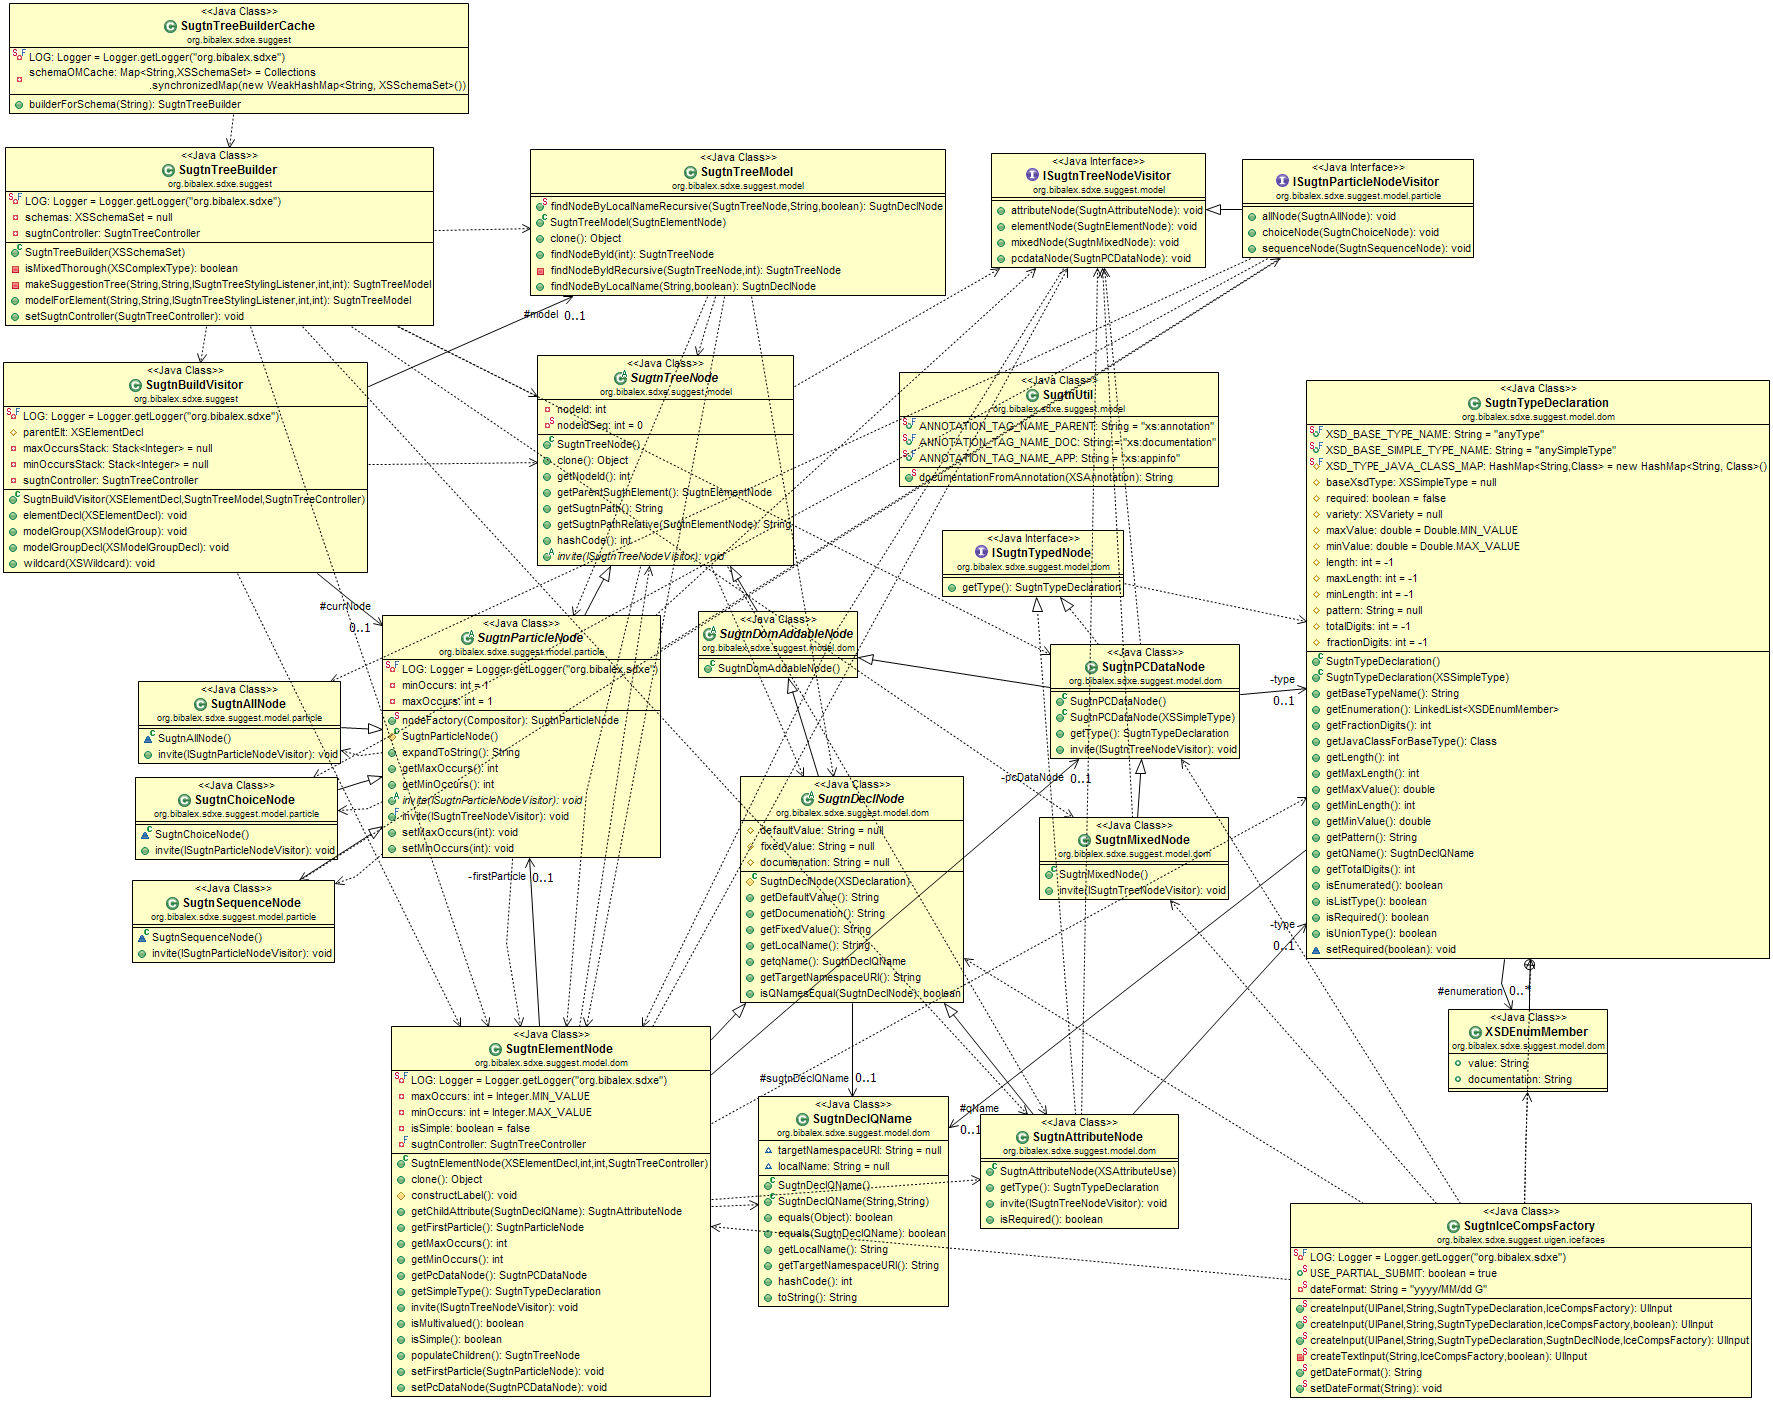 <<Java Class>>
SugtnTreeBuilderCache
org.bibalex.sdxe.suggest
LOG: Logger = Logger.getLogger("org.bibalex.sdxe")
schemaOMCache: Map<String,XSSchemaSet> = Collections
.synchronizedMap(new WeakHashMap<String, XSSchemaSet>())
builderForSchema(String): SugtnTreeBuilder
<<Java Class>>
SugtnTreeBuilder
org.bibalex.sdxe.suggest
LOG: Logger = Logger.getLogger("org.bibalex.sdxe")
schemas: XSSchemaSet = null
sugtnController: SugtnTreeController
SugtnTreeBuilder(XSSchemaSet)
isMixedThorough(XSComplexType): boolean
makeSuggestionTree(String,String,ISugtnTreeStylingListener,int,int): SugtnTreeModel
modelForElement(String,String,ISugtnTreeStylingListener,int,int): SugtnTreeModel
setSugtnController(SugtnTreeController): void
<<Java Class>>
SugtnTreeModel
org.bibalex.sdxe.suggest.model
findNodeByLocalNameRecursive(SugtnTreeNode,String,boolean): SugtnDeclNode
SugtnTreeModel(SugtnElementNode)
clone(): Object
findNodeById(int): SugtnTreeNode
findNodeByIdRecursive(SugtnTreeNode,int): SugtnTreeNode
findNodeByLocalName(String,boolean): SugtnDeclNode
<<Java Interface>>
ISugtnTreeNodeVisitor
org.bibalex.sdxe.suggest.model
attributeNode(SugtnAttributeNode): void
elementNode(SugtnElementNode): void
mixedNode(SugtnMixedNode): void
pcdataNode(SugtnPCDataNode): void
<<Java Interface>>
ISugtnParticleNodeVisitor
org.bibalex.sdxe.suggest.model.particle
allNode(SugtnAllNode): void
choiceNode(SugtnChoiceNode): void
sequenceNode(SugtnSequenceNode): void
#model 0..1
<<Java Class>>
SugtnBuildVisitor
org.bibalex.sdxe.suggest
LOG: Logger = Logger.getLogger("org.bibalex.sdxe")
parentElt: XSElementDecl
maxOccursStack: Stack<Integer> = null
minOccursStack: Stack<Integer> = null
sugtnController: SugtnTreeController
SugtnBuildVisitor(XSElementDecl,SugtnTreeModel,SugtnTreeController)
elementDecl(XSElementDecl): void
modelGroup(XSModelGroup): void
modelGroupDecl(XSModelGroupDecl): void
wildcard(XSWildcard): void
<<Java Class>>
SugtnTreeNode
org.bibalex.sdxe.suggest.model
nodeId: int
nodeIdSeq: int = 0
SugtnTreeNode()
clone(): Object
getNodeId(): int
getParentSugtnElement(): SugtnElementNode
getSugtnPath(): String
getSugtnPathRelative(SugtnElementNode): String
hashCode(): int
invite(ISugtnTreeNodeVisitor): void
<<Java Class>>
SugtnUtil
org.bibalex.sdxe.suggest.model
ANNOTATION_TAG_NAME_PARENT: String = "xs:annotation"
ANNOTATION_TAG_NAME_DOC: String = "xs:documentation"
ANNOTATION_TAG_NAME_APP: String = "xs:appinfo"
documentationFromAnnotation(XSAnnotation): String
<<Java Interface>>
ISugtnTypedNode
org.bibalex.sdxe.suggest.model.dom
getType(): SugtnTypeDeclaration
<<Java Class>>
SugtnTypeDeclaration
org.bibalex.sdxe.suggest.model.dom
XSD_BASE_TYPE_NAME: String = "anyType"
XSD_BASE_SIMPLE_TYPE_NAME: String = "anySimpleType"
XSD_TYPE_JAVA_CLASS_MAP: HashMap<String,Class> = new HashMap<String, Class>()
baseXsdType: XSSimpleType = null
required: boolean = false
variety: XSVariety = null
maxValue: double = Double.MIN_VALUE
minValue: double = Double.MAX_VALUE
length: int = -1
maxLength: int = -1
minLength: int = -1
pattern: String = null
totalDigits: int = -1
fractionDigits: int = -1
SugtnTypeDeclaration()
SugtnTypeDeclaration(XSSimpleType)
getBaseTypeName(): String
getEnumeration(): LinkedList<XSDEnumMember>
getFractionDigits(): int
getJavaClassForBaseType(): Class
getLength(): int
getMaxLength(): int
getMaxValue(): double
getMinLength(): int
getMinValue(): double
getPattern(): String
getQName(): SugtnDeclQName
getTotalDigits(): int
isEnumerated(): boolean
isListType(): boolean
isRequired(): boolean
isUnionType(): boolean
setRequired(boolean): void
#currNode
0..1
<<Java Class>>
SugtnParticleNode
org.bibalex.sdxe.suggest.model.particle
LOG: Logger = Logger.getLogger("org.bibalex.sdxe")
minOccurs: int = 1
maxOccurs: int = 1
nodeFactory(Compositor): SugtnParticleNode
SugtnParticleNode()
expandToString(): String
getMaxOccurs(): int
getMinOccurs(): int
invite(ISugtnParticleNodeVisitor): void
invite(ISugtnTreeNodeVisitor): void
setMaxOccurs(int): void
setMinOccurs(int): void
<<Java Class>>
SugtnDomAddableNode
org.bibalex.sdxe.suggest.model.dom
SugtnDomAddableNode()
<<Java Class>>
SugtnPCDataNode
org.bibalex.sdxe.suggest.model.dom
SugtnPCDataNode()
SugtnPCDataNode(XSSimpleType)
getType(): SugtnTypeDeclaration
invite(ISugtnTreeNodeVisitor): void
-type
0..1
<<Java Class>>
SugtnAllNode
org.bibalex.sdxe.suggest.model.particle
SugtnAllNode()
invite(ISugtnParticleNodeVisitor): void
<<Java Class>>
SugtnChoiceNode
org.bibalex.sdxe.suggest.model.particle
SugtnChoiceNode()
invite(ISugtnParticleNodeVisitor): void
<<Java Class>>
SugtnSequenceNode
org.bibalex.sdxe.suggest.model.particle
SugtnSequenceNode()
invite(ISugtnParticleNodeVisitor): void
-firstParticle 0..1
-pcDataNode 0..1
<<Java Class>>
SugtnDeclNode
org.bibalex.sdxe.suggest.model.dom
defaultValue: String = null
fixedValue: String = null
documenation: String = null
SugtnDeclNode(XSDeclaration)
getDefaultValue(): String
getDocumenation(): String
getFixedValue(): String
getLocalName(): String
getqName(): SugtnDeclQName
getTargetNamespaceURI(): String
isQNamesEqual(SugtnDeclNode): boolean
<<Java Class>>
SugtnMixedNode
org.bibalex.sdxe.suggest.model.dom
SugtnMixedNode()
invite(ISugtnTreeNodeVisitor): void
-type
0..1
#enumeration 0..*
<<Java Class>>
XSDEnumMember
org.bibalex.sdxe.suggest.model.dom
value: String
documentation: String
<<Java Class>>
SugtnElementNode
org.bibalex.sdxe.suggest.model.dom
LOG: Logger = Logger.getLogger("org.bibalex.sdxe")
maxOccurs: int = Integer.MIN_VALUE
minOccurs: int = Integer.MAX_VALUE
isSimple: boolean = false
sugtnController: SugtnTreeController
SugtnElementNode(XSElementDecl,int,int,SugtnTreeController)
clone(): Object
constructLabel(): void
getChildAttribute(SugtnDeclQName): SugtnAttributeNode
getFirstParticle(): SugtnParticleNode
getMaxOccurs(): int
getMinOccurs(): int
getPcDataNode(): SugtnPCDataNode
getSimpleType(): SugtnTypeDeclaration
invite(ISugtnTreeNodeVisitor): void
isMultivalued(): boolean
isSimple(): boolean
populateChildren(): SugtnTreeNode
setFirstParticle(SugtnParticleNode): void
setPcDataNode(SugtnPCDataNode): void
#sugtnDeclQName 0..1
<<Java Class>>
SugtnDeclQName
org.bibalex.sdxe.suggest.model.dom
targetNamespaceURI: String = null
localName: String = null
SugtnDeclQName()
SugtnDeclQName(String,String)
equals(Object): boolean
equals(SugtnDeclQName): boolean
getLocalName(): String
getTargetNamespaceURI(): String
hashCode(): int
toString(): String
#qName
0..1
<<Java Class>>
SugtnAttributeNode
org.bibalex.sdxe.suggest.model.dom
SugtnAttributeNode(XSAttributeUse)
getType(): SugtnTypeDeclaration
invite(ISugtnTreeNodeVisitor): void
isRequired(): boolean
<<Java Class>>
SugtnIceCompsFactory
org.bibalex.sdxe.suggest.uigen.icefaces
LOG: Logger = Logger.getLogger("org.bibalex.sdxe")
USE_PARTIAL_SUBMIT: boolean = true
dateFormat: String = "yyyy/MM/dd G"
createInput(UIPanel,String,SugtnTypeDeclaration,IceCompsFactory): UIInput
createInput(UIPanel,String,SugtnTypeDeclaration,IceCompsFactory,boolean): UIInput
createInput(UIPanel,String,SugtnTypeDeclaration,SugtnDeclNode,IceCompsFactory): UIInput
createTextInput(String,IceCompsFactory,boolean): UIInput
getDateFormat(): String
setDateFormat(String): void